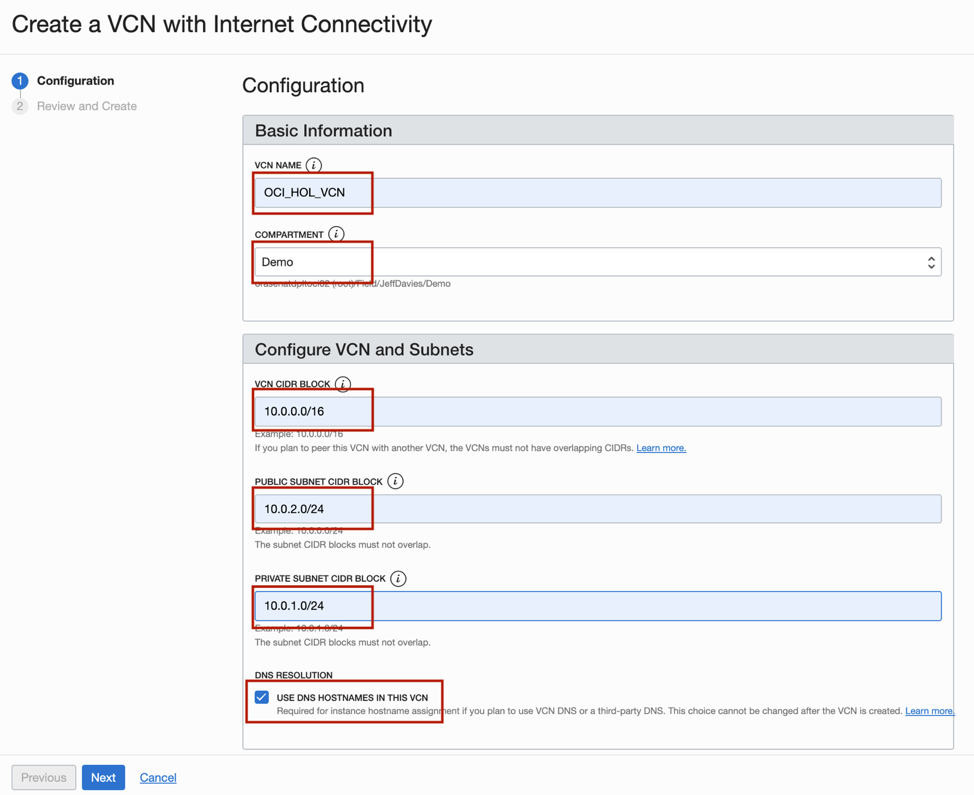 Create a VCN with Internet Connectivity
1 Configuration
2 Review and Create
Configuration
Basic Information
VCN NAME i
OCI_HOL_VCN
COMPARTMENT i
Demo
(root)/Field/JeffDavies/Demo
Configure VCN and Subnets
VCN CIDR BLOCK i
10.0.0.0/16
Example: 10.0.0.0/16
If you plan to peer this VCN with another VCN, the VCNs must not have overlapping CIDRs. Learn more.
PUBLIC SUBNET CIDR BLOCK i
10.0.2.0/24
Example: 10.0.0.0/24
The subnet CIDR blocks must not overlap.
PRIVATE SUBNET CIDR BLOCK i
10.0.1.0/24
Example: 10.0.1.0/24
The subnet CIDR blocks must not overlap.
DNS RESOLUTION
USE DNS HOSTNAMES IN THIS VCN
Required for instance hostname assignment if you plan to use VCN DNS or a third-party DNS. This choice cannot be changed after the VCN is created. Learn more.
Previous Next Cancel